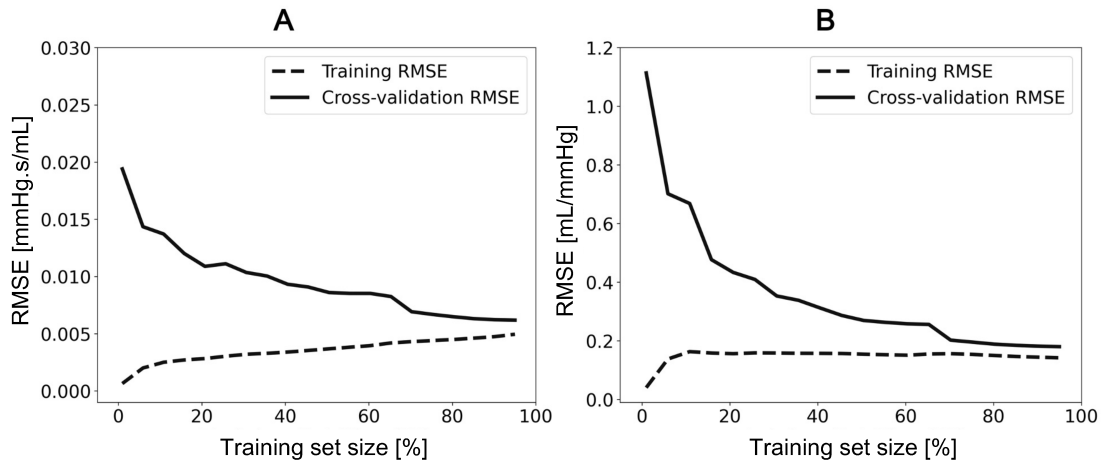 A
RMSE [mmHg.s/mL]
0.030
0.025
0.020
0.015
0.010
0.005
0.000
Training RMSE
Cross-validation RMSE
0
20
40
60
80
100
Training set size [%]
B
RMSE [mL/mmHg]
1.2
1.0
0.8
0.6
0.4
0.2
0.0
Training RMSE
Cross-validation RMSE
0
20
40
60
80
100
Training set size [%]